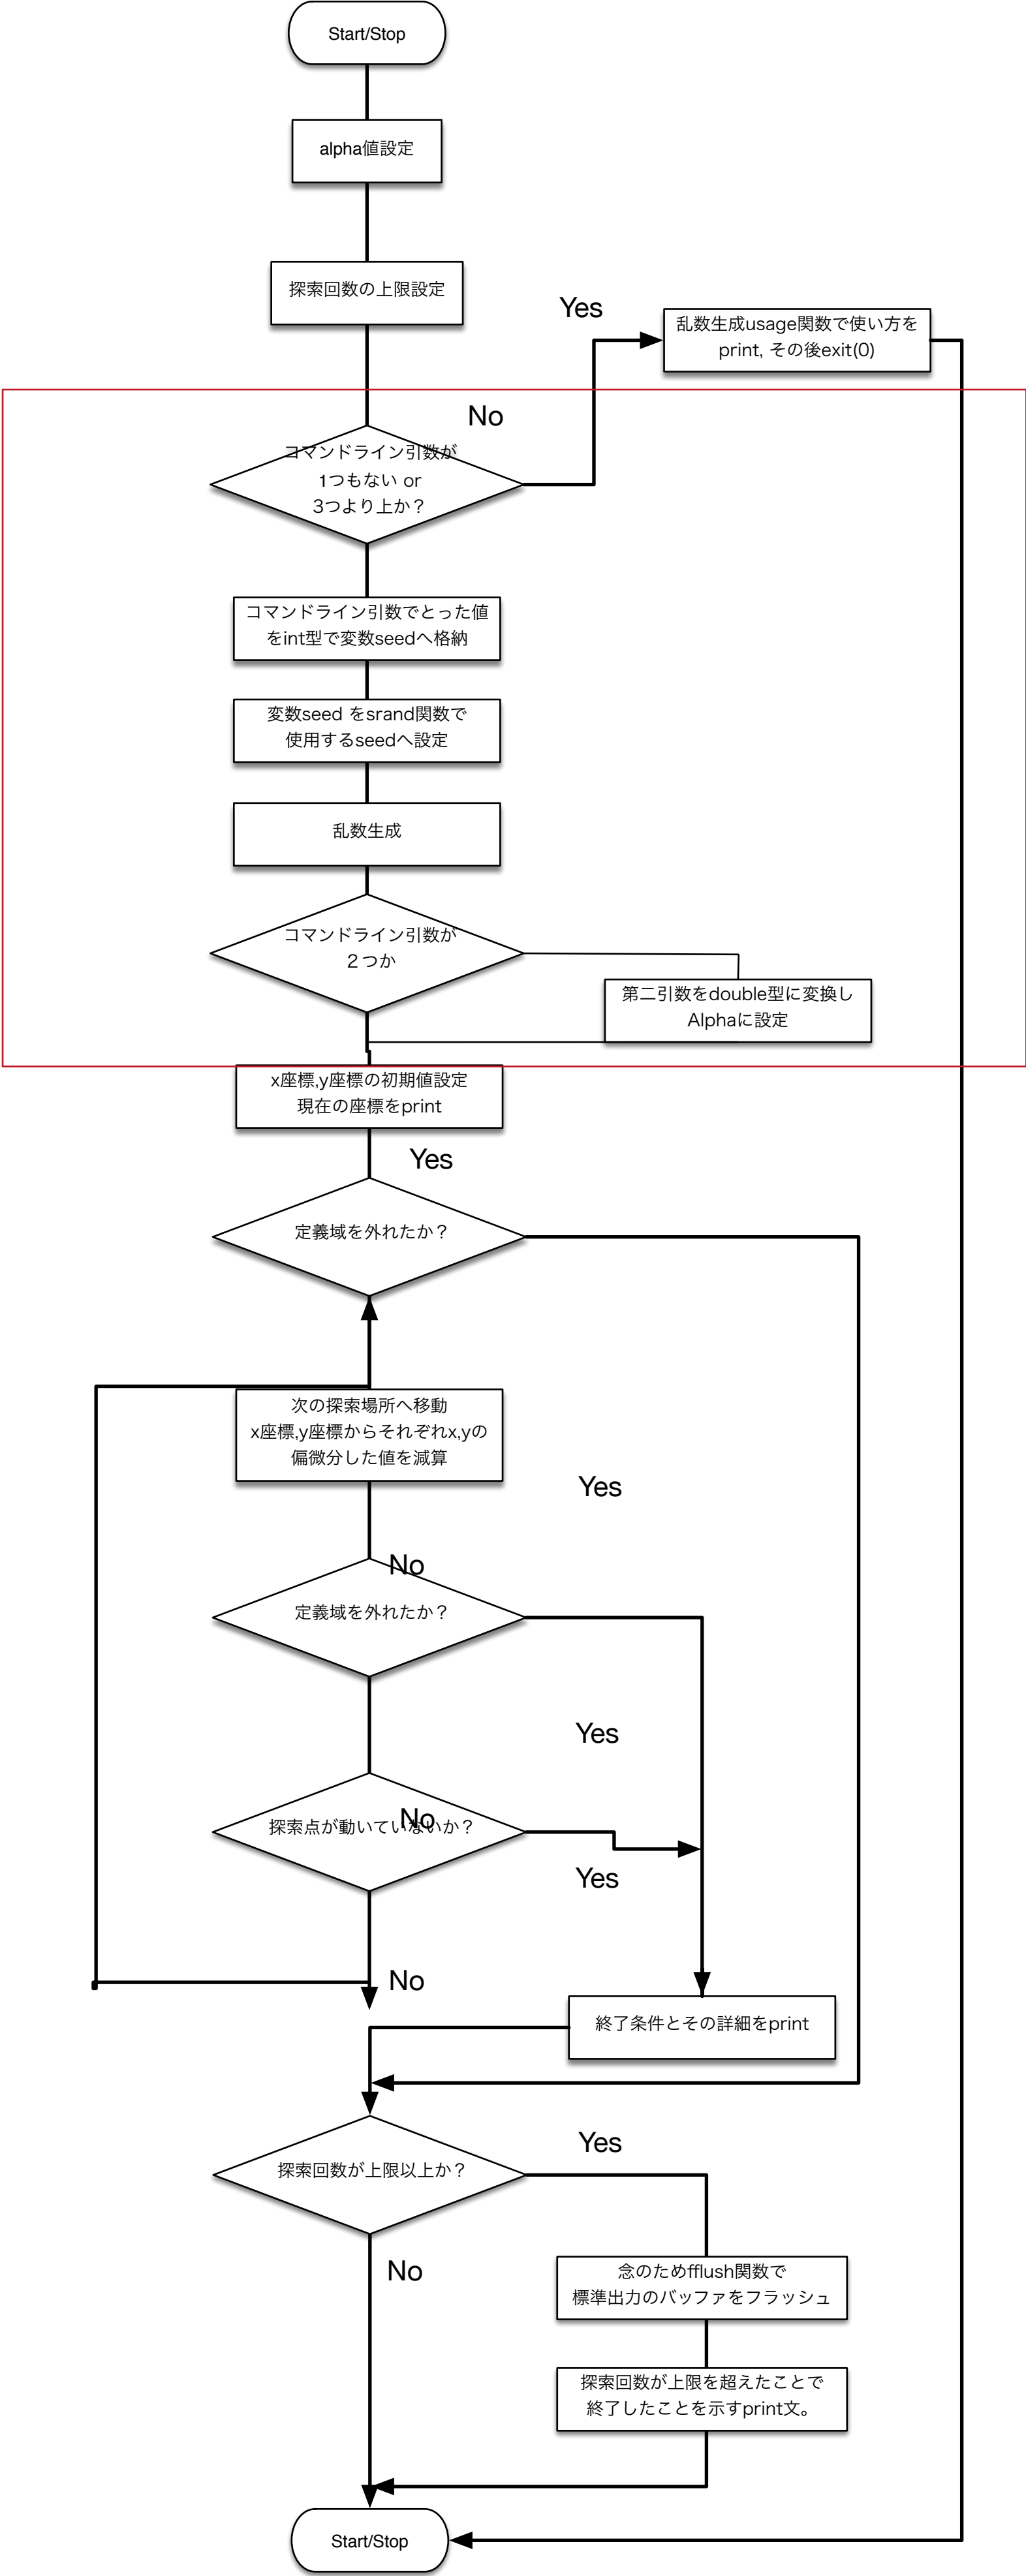 Start/Stop
alpha値設定
探索回数の上限設定
Yes
乱数生成usage関数で使い方を
print, その後exit(0)
No
コマンドライン引数が
1つもない or
3つより上か？
コマンドライン引数でとった値
をint型で変数seedへ格納
変数seed をsrand関数で
使用するseedへ設定
乱数生成
コマンドライン引数が
２つか
第二引数をdouble型に変換し
Alphaに設定
x座標,y座標の初期値設定
現在の座標をprint
Yes
定義域を外れたか？
次の探索場所へ移動
x座標,y座標からそれぞれx,yの
偏微分した値を減算
Yes
No
定義域を外れたか？
Yes
No
探索点が動いていないか？
Yes
No
終了条件とその詳細をprint
Yes
探索回数が上限以上か？
No
念のためfflush関数で
標準出力のバッファをフラッシュ
探索回数が上限を超えたことで
終了したことを示すprint文。
Start/Stop